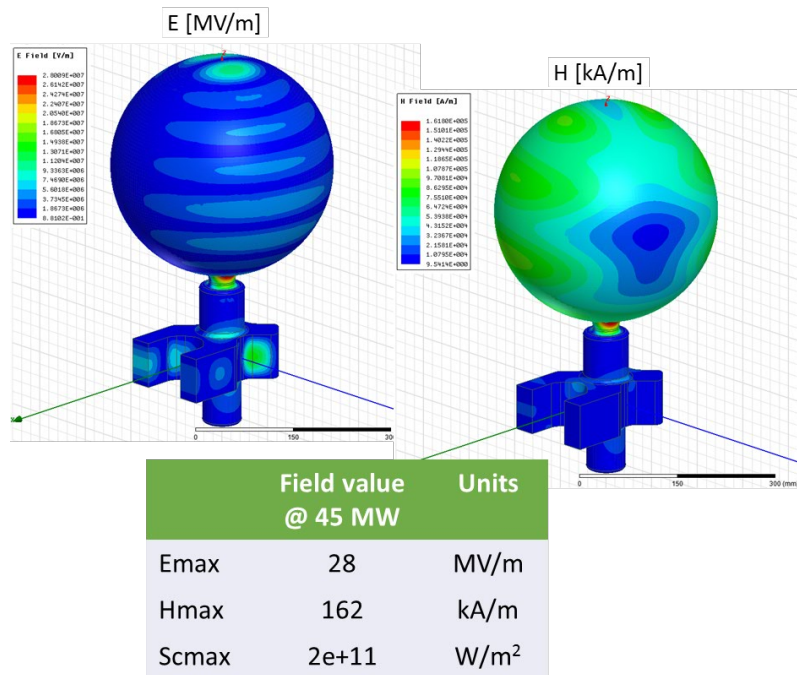 E [MV/m]
E Field [V/m]
2.8009E+007
2.6142E+007
2.4274E+007
2.2407E+007
2.0540E+007
1.8673E+007
1.6805E+007
1.4938E+007
1.3071E+007
1.1204E+007
9.3363E+006
7.4690E+006
5.6018E+006
3.7345E+006
1.8673E+006
8.8102E-001
0
150
300
H [kA/m]
H Field [A/m]
1.6180E+005
1.5101E+005
1.4022E+005
1.2944E+005
1.1865E+005
1.0787E+005
9.7081E+004
8.6295E+004
7.5510E+004
6.4724E+004
5.3938E+004
4.3152E+004
3.2367E+004
2.1581E+004
1.0795E+004
9.5414E+000
0
150
300 (mm)
Field value @ 45 MW
Units
Emax 28 MV/m
Hmax 162 kA/m
Scmax 2e+11 W/m²